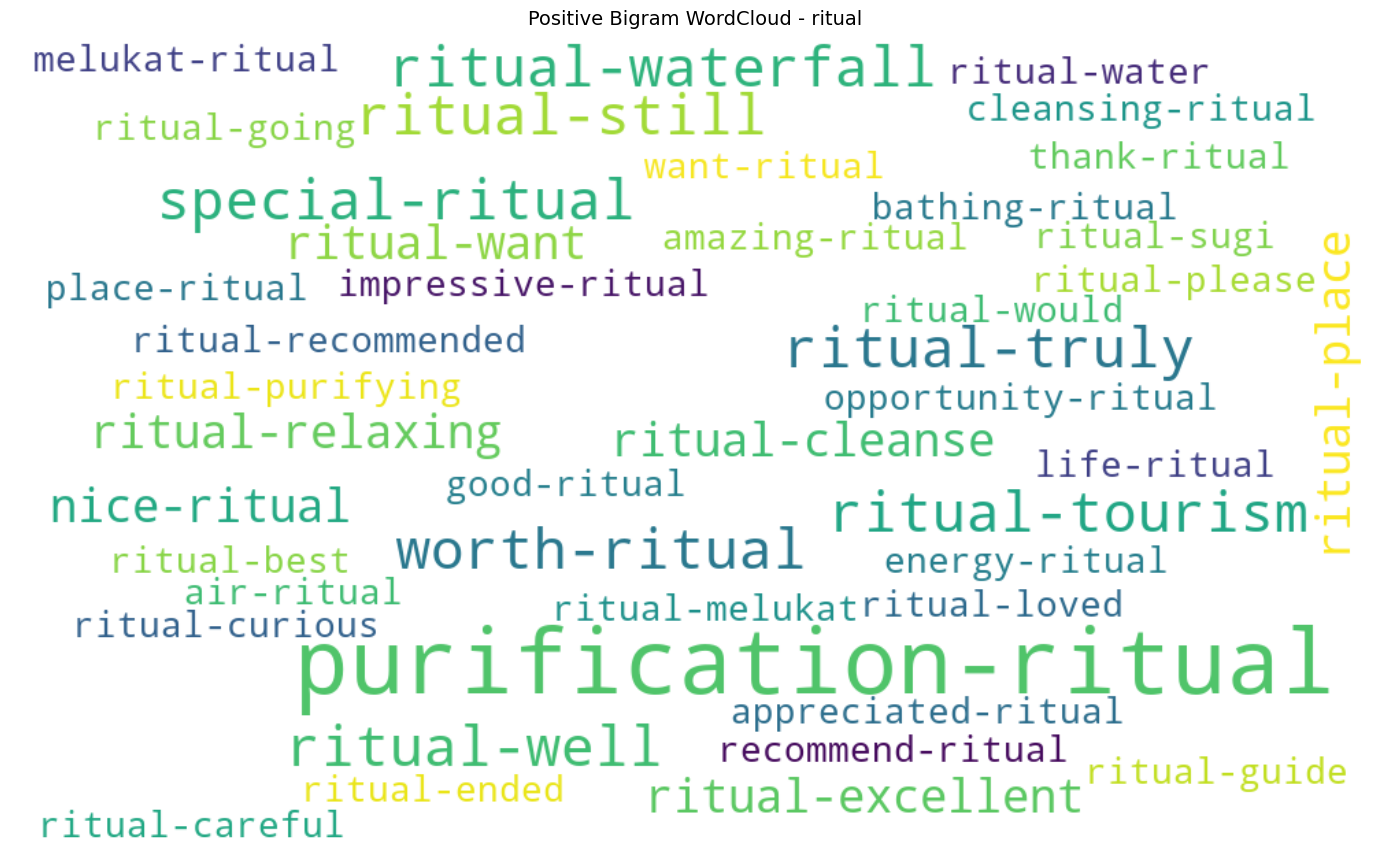 Positive Bigram WordCloud - ritual
melukat-ritual
ritual-waterfall
ritual-water
ritual-going
ritual-still
cleansing-ritual
want-ritual
thank-ritual
special-ritual
bathing-ritual
ritual-want
amazing-ritual
ritual-sugi
place-ritual
impressive-ritual
ritual-please
ritual-place
ritual-would
ritual-recommended
ritual-truly
ritual-purifying
opportunity-ritual
ritual-relaxing
ritual-cleanse
life-ritual
good-ritual
nice-ritual
ritual-tourism
worth-ritual
ritual-best
energy-ritual
air-ritual
ritual-melukat
ritual-loved
ritual-curious
purification-ritual
appreciated-ritual
ritual-well
recommend-ritual
ritual-guide
ritual-ended
ritual-excellent
ritual-careful